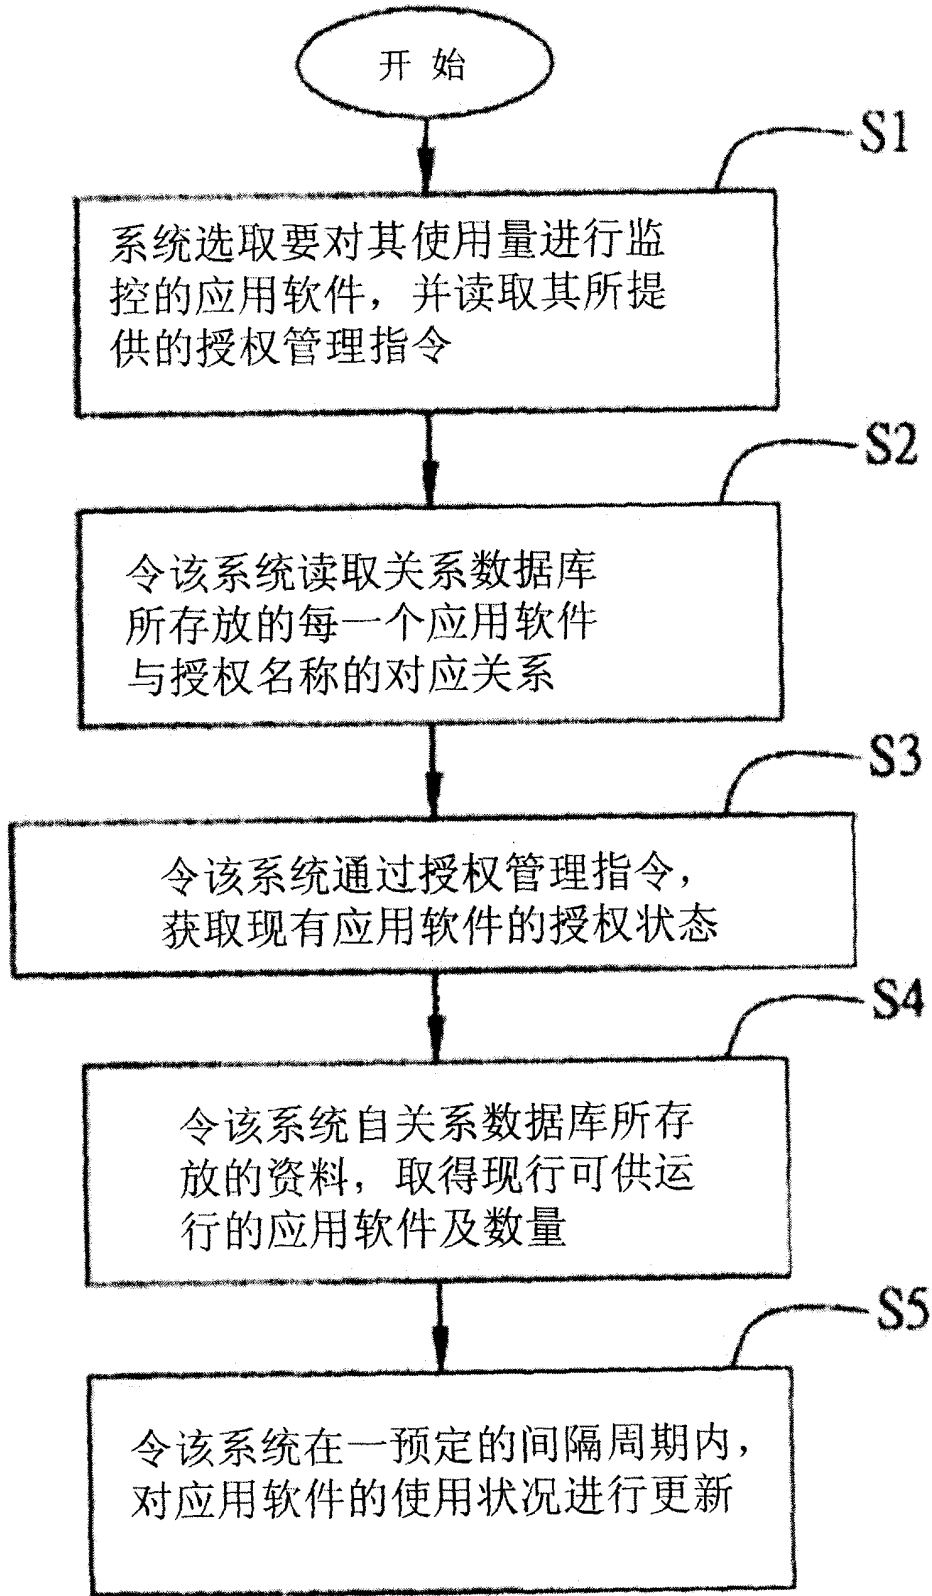 开 始
S1
系统选取要对其使用量进行监
控的应用软件，并读取其所提
供的授权管理指令
S2
令该系统读取关系数据库
所存放的每一个应用软件
与授权名称的对应关系
S3
令该系统通过授权管理指令，
获取现有应用软件的授权状态
S4
令该系统自关系数据库所存
放的资料，取得现行可供运
行的应用软件及数量
S5
令该系统在一预定的间隔周期内，
对应用软件的使用状况进行更新